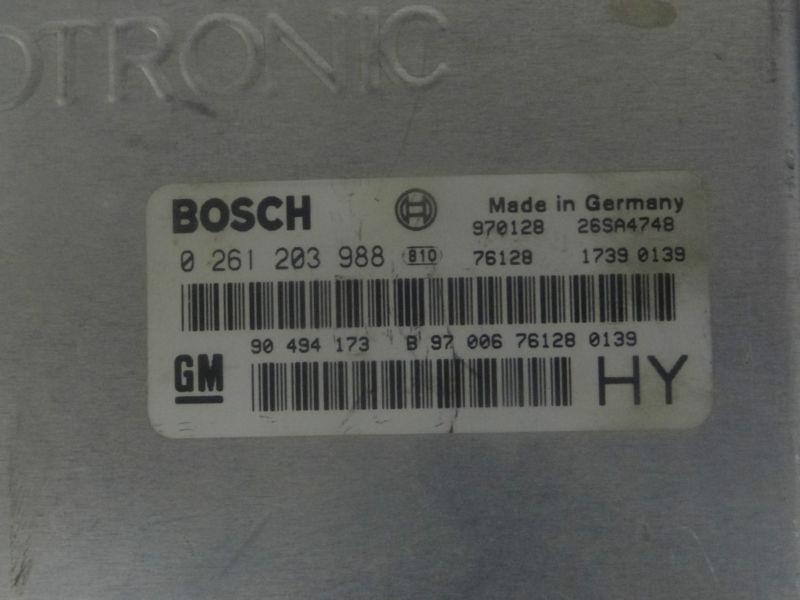 OTRONIC
BOSCH Made in Germany
970128 26SA4748
0 261 203 988 810 76128 1739 0139
90 494 173 B 97 006 76128 0139
GM HY